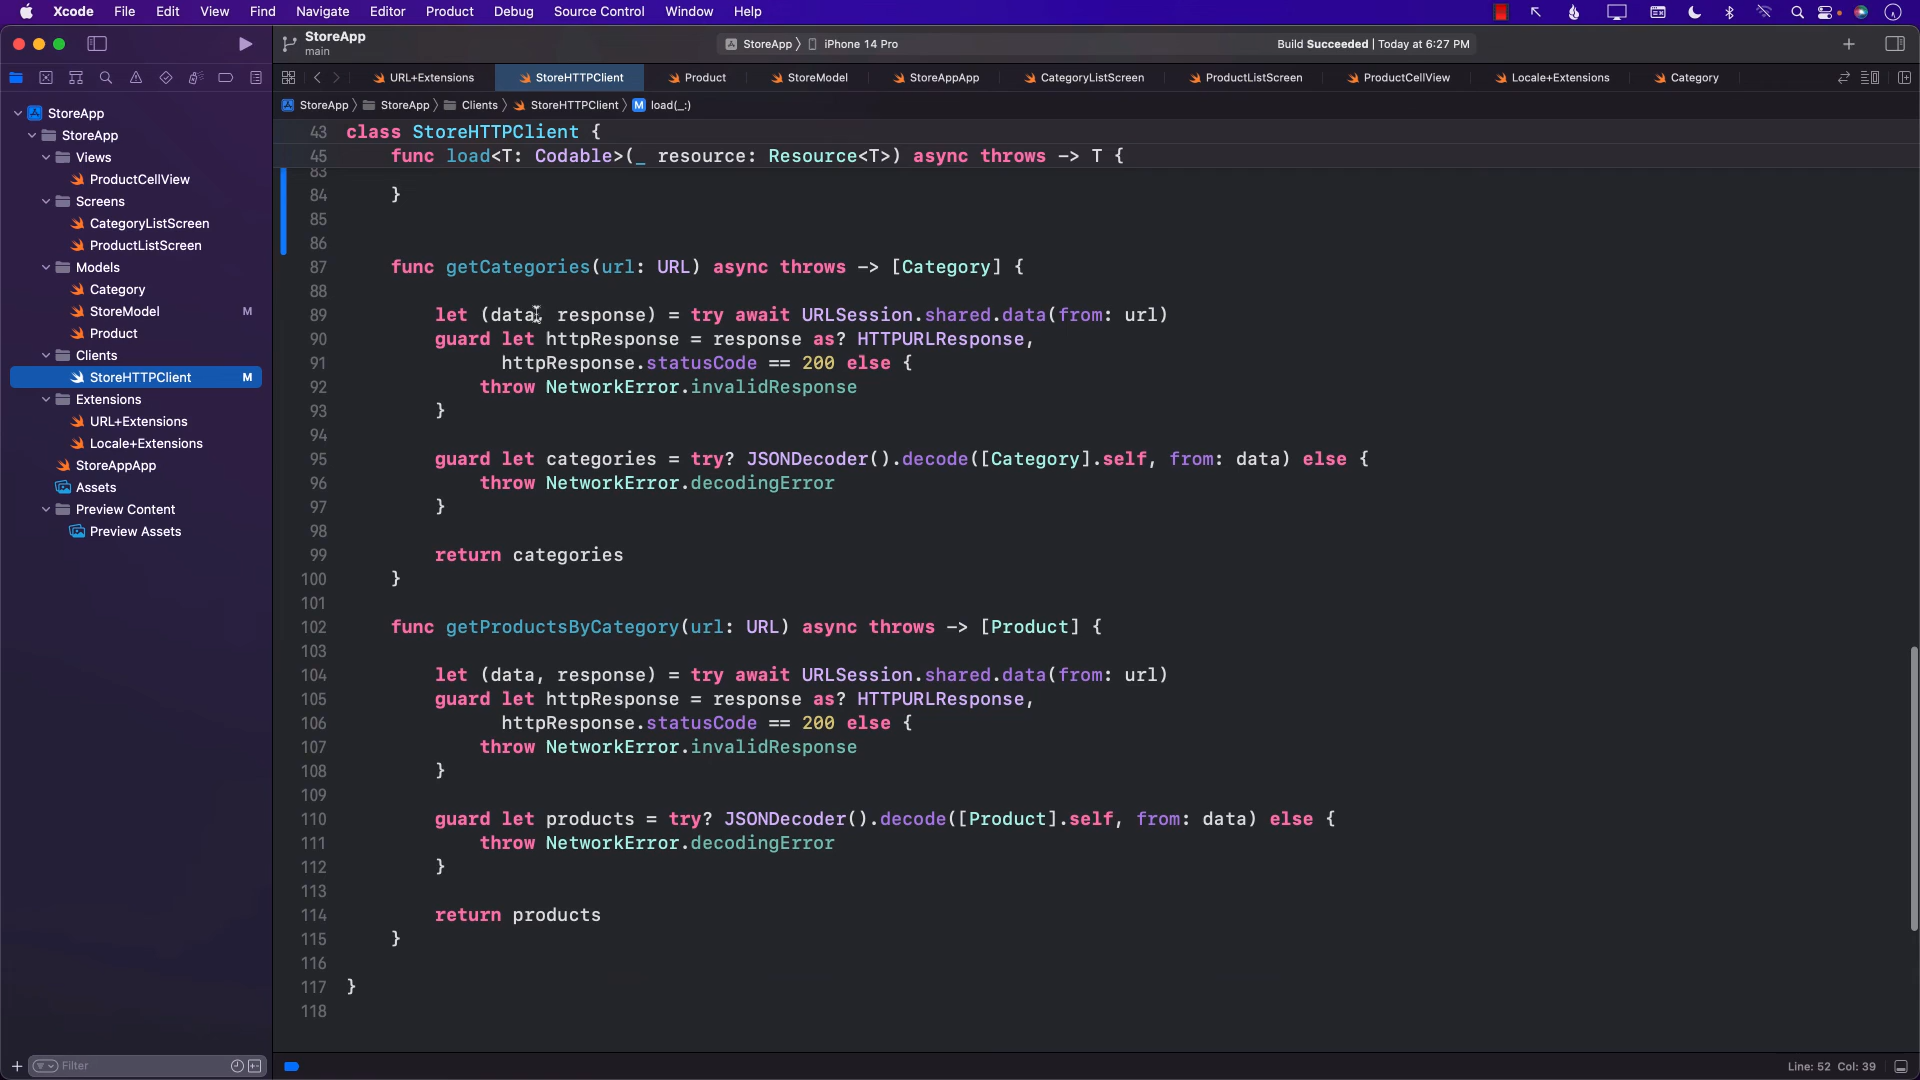 Xcode File Edit View Find Navigate Editor Product Debug Source Control Window Help
StoreApp
main
StoreApp iPhone 14 Pro
Build Succeeded | Today at 6:27 PM
URL+Extensions StoreHTTPClient Product StoreModel StoreAppApp CategoryListScreen ProductListScreen ProductCellView Locale+Extensions Category
StoreApp StoreApp Clients StoreHTTPClient M load(_:)
StoreApp
StoreApp
Views
ProductCellView
Screens
CategoryListScreen
ProductListScreen
Models
Category
StoreModel M
Product
Clients
StoreHTTPClient M
Extensions
URL+Extensions
Locale+Extensions
StoreAppApp
Assets
Preview Content
Preview Assets
Filter
43 class StoreHTTPClient {
45 func load<T: Codable>(_ resource: Resource<T>) async throws -> T {
83
84 }
85
86
87 func getCategories(url: URL) async throws -> [Category] {
88
89 let (data, response) = try await URLSession.shared.data(from: url)
90 guard let httpResponse = response as? HTTPURLResponse,
91 httpResponse.statusCode == 200 else {
92 throw NetworkError.invalidResponse
93 }
94
95 guard let categories = try? JSONDecoder().decode([Category].self, from: data) else {
96 throw NetworkError.decodingError
97 }
98
99 return categories
100 }
101
102 func getProductsByCategory(url: URL) async throws -> [Product] {
103
104 let (data, response) = try await URLSession.shared.data(from: url)
105 guard let httpResponse = response as? HTTPURLResponse,
106 httpResponse.statusCode == 200 else {
107 throw NetworkError.invalidResponse
108 }
109
110 guard let products = try? JSONDecoder().decode([Product].self, from: data) else {
111 throw NetworkError.decodingError
112 }
113
114 return products
115 }
116
117 }
118
Line: 52 Col: 39